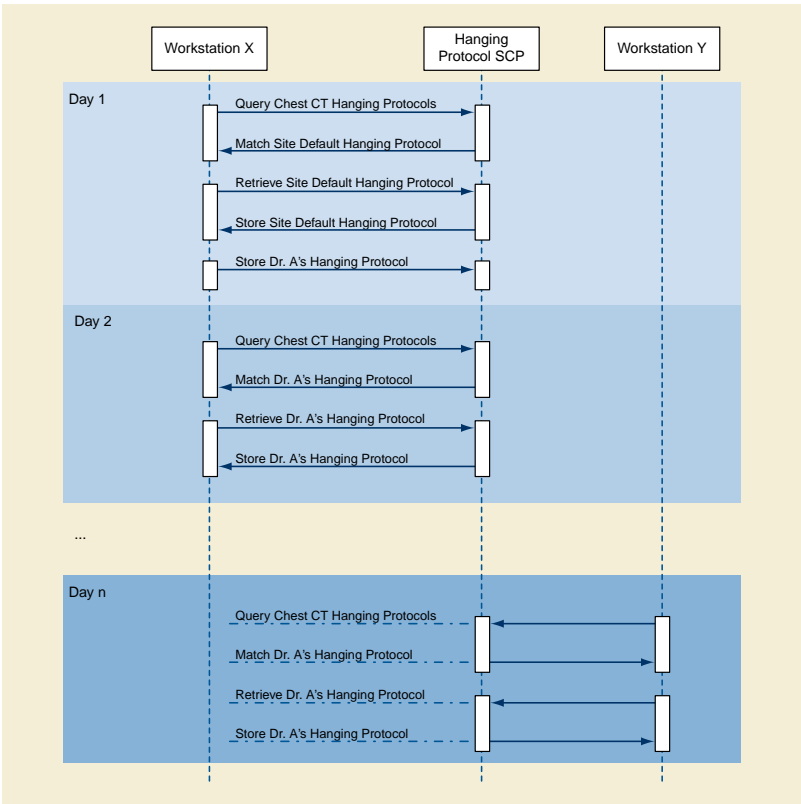 Workstation X
Hanging
Protocol SCP
Workstation Y
Day 1
Query Chest CT Hanging Protocols
Match Site Default Hanging Protocol
Retrieve Site Default Hanging Protocol
Store Site Default Hanging Protocol
Store Dr. A's Hanging Protocol
Day 2
Query Chest CT Hanging Protocols
Match Dr. A's Hanging Protocol
Retrieve Dr. A's Hanging Protocol
Store Dr. A's Hanging Protocol
...
Day n
Query Chest CT Hanging Protocols
Match Dr. A's Hanging Protocol
Retrieve Dr. A's Hanging Protocol
Store Dr. A's Hanging Protocol